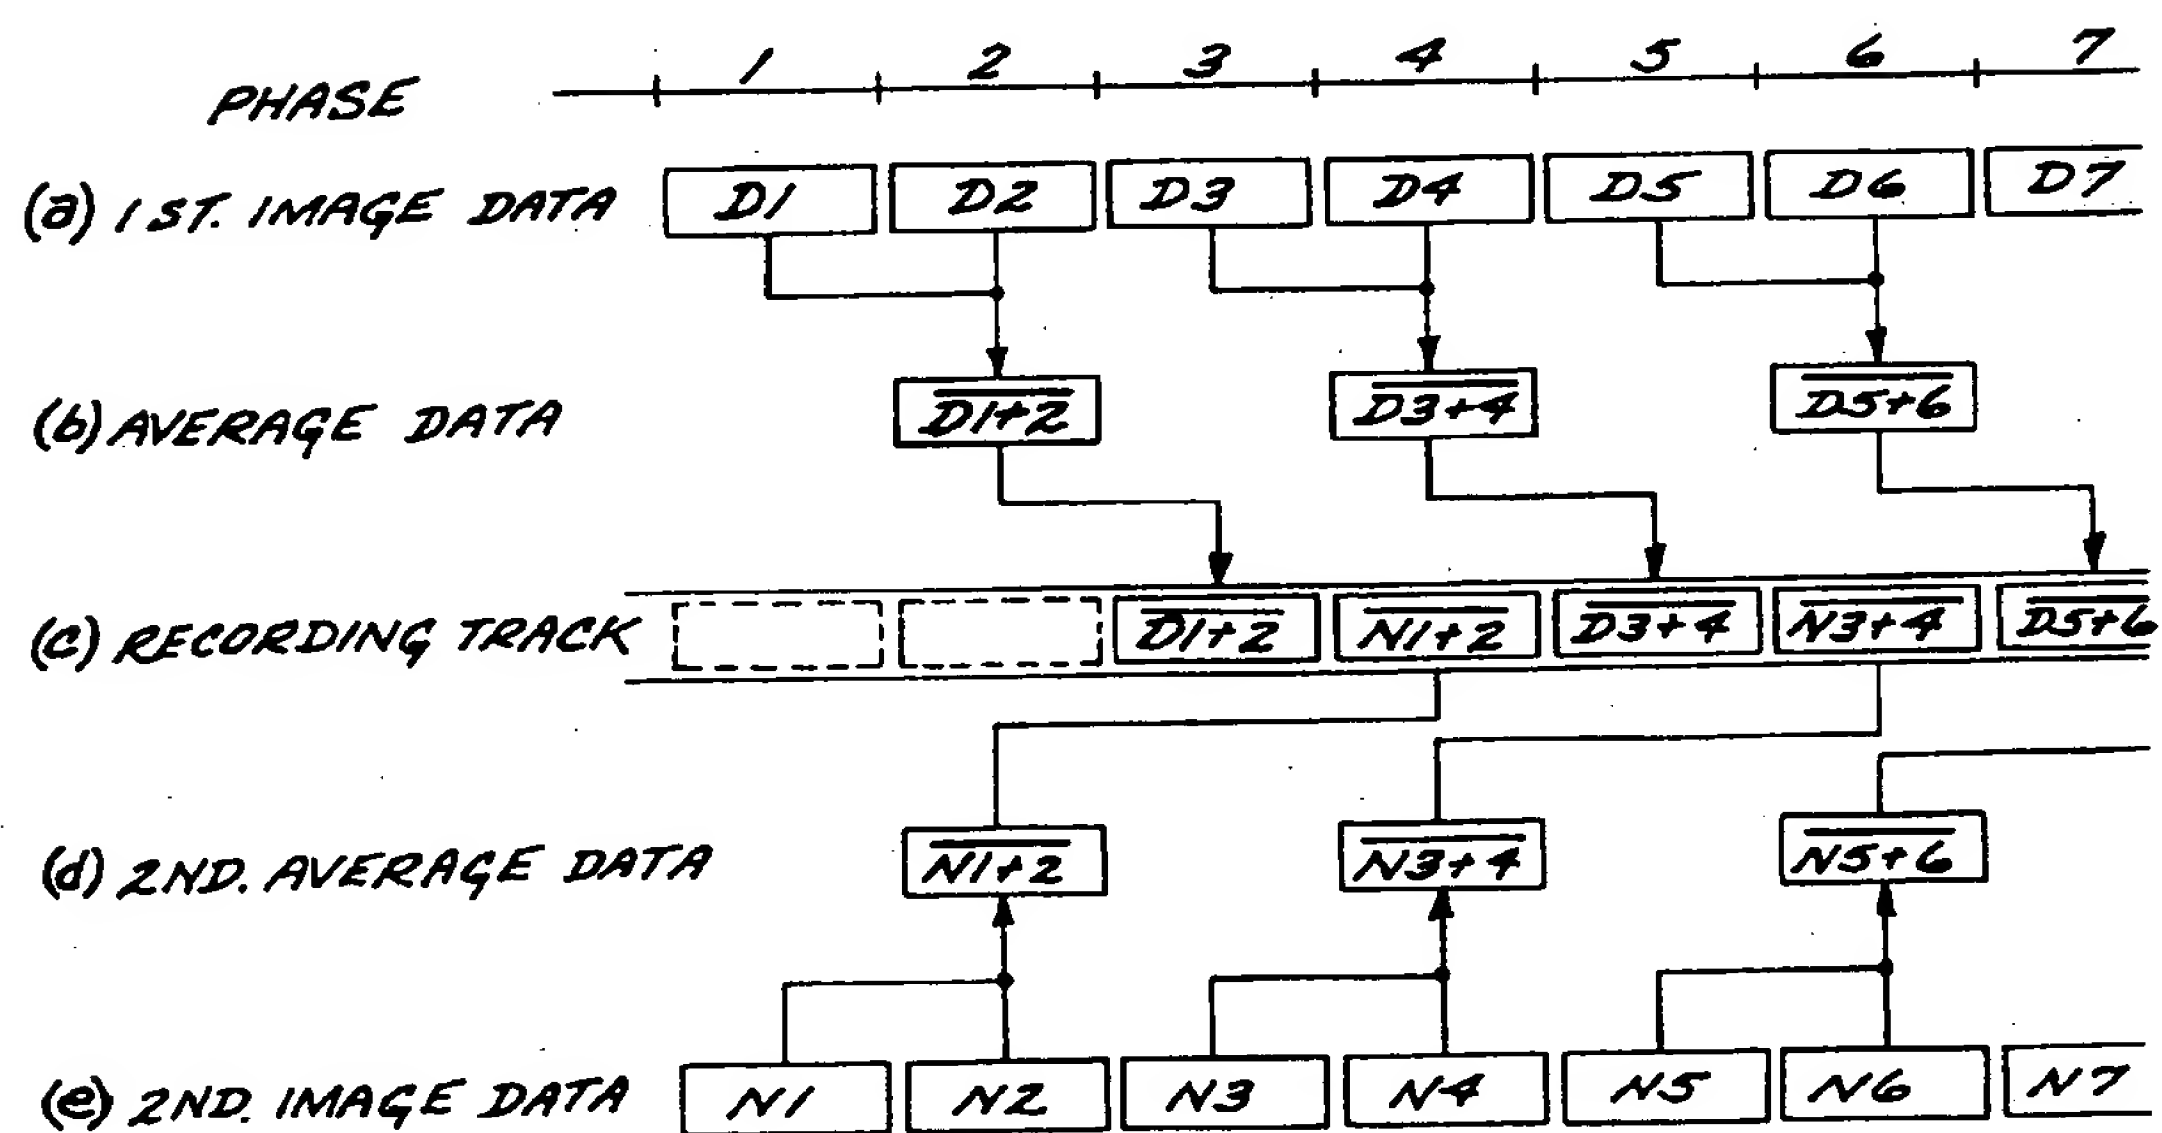 PHASE 1 2 3 4 5 6 7
(a) 1ST. IMAGE DATA D1 D2 D3 D4 D5 D6 D7
(b) AVERAGE DATA D1+2 D3+4 D5+6
(c) RECORDING TRACK D1+2 N1+2 D3+4 N3+4 D5+6
(d) 2ND. AVERAGE DATA N1+2 N3+4 N5+6
(e) 2ND. IMAGE DATA N1 N2 N3 N4 N5 N6 N7